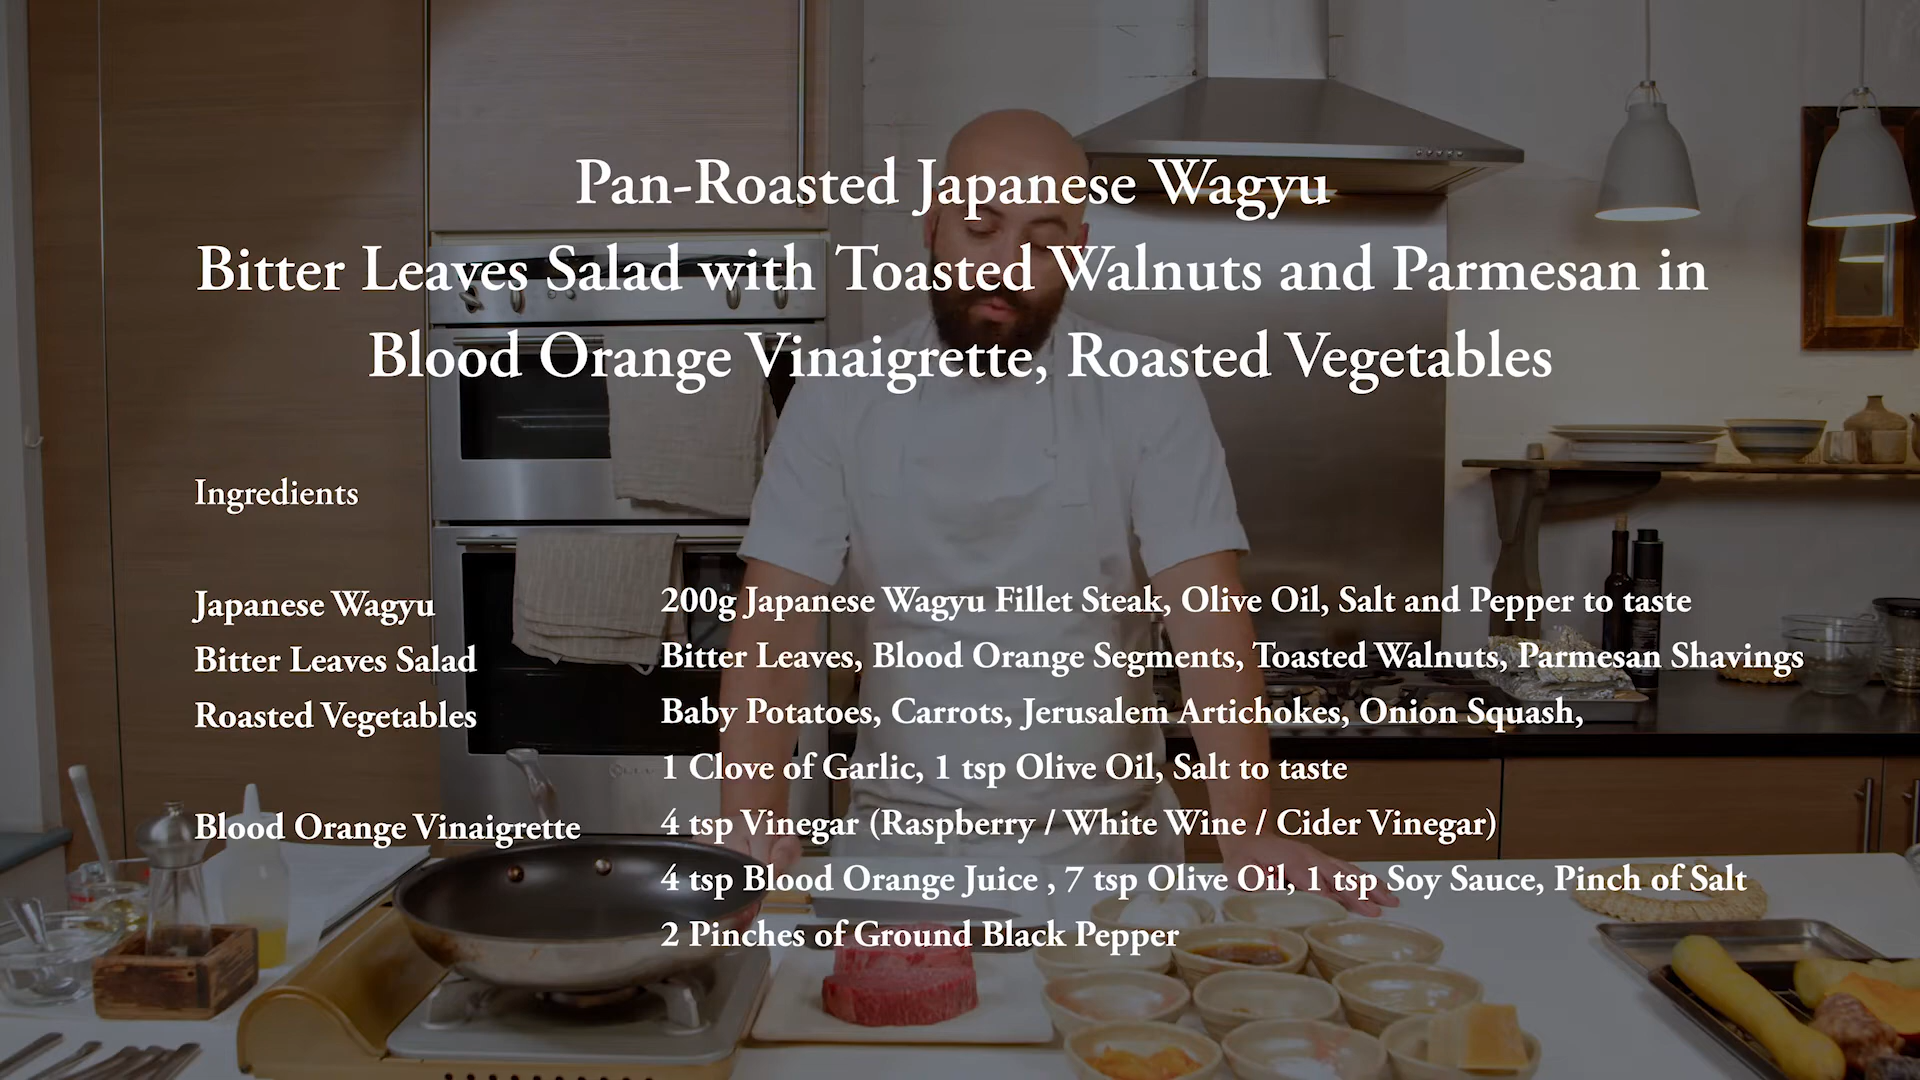 Pan-Roasted Japanese Wagyu
Bitter Leaves Salad with Toasted Walnuts and Parmesan in
Blood Orange Vinaigrette, Roasted Vegetables
Ingredients
Japanese Wagyu 200g Japanese Wagyu Fillet Steak, Olive Oil, Salt and Pepper to taste
Bitter Leaves Salad Bitter Leaves, Blood Orange Segments, Toasted Walnuts, Parmesan Shavings
Roasted Vegetables Baby Potatoes, Carrots, Jerusalem Artichokes, Onion Squash,
1 Clove of Garlic, 1 tsp Olive Oil, Salt to taste
Blood Orange Vinaigrette 4 tsp Vinegar (Raspberry / White Wine / Cider Vinegar)
4 tsp Blood Orange Juice , 7 tsp Olive Oil, 1 tsp Soy Sauce, Pinch of Salt
2 Pinches of Ground Black Pepper